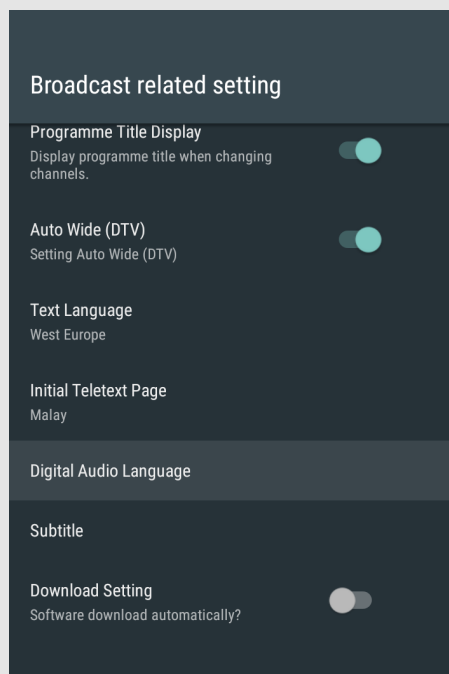 Broadcast related setting
Programme Title Display
Display programme title when changing
channels.
Auto Wide (DTV)
Setting Auto Wide (DTV)
Text Language
West Europe
Initial Teletext Page
Malay
Digital Audio Language
Subtitle
Download Setting
Software download automatically?